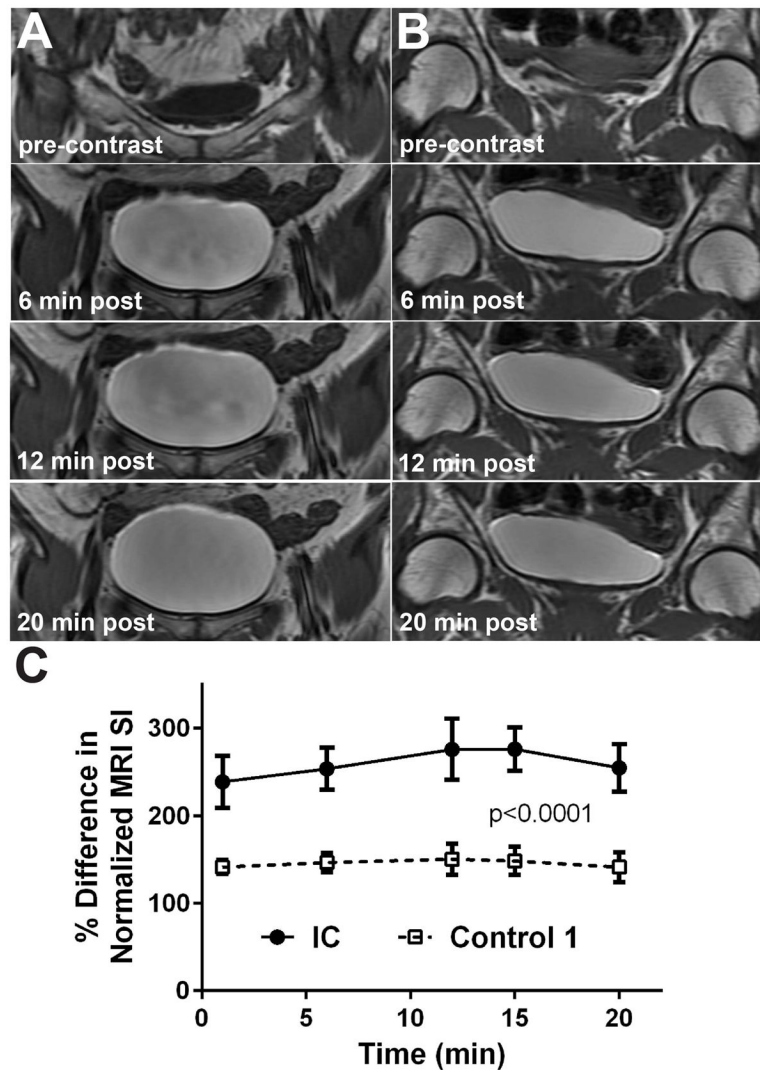 A
B
pre-contrast
pre-contrast
6 min post
6 min post
12 min post
12 min post
20 min post
20 min post
C
% Difference in
Normalized MRI SI
300
200
100
0
p<0.0001
IC
Control 1
0
5
10
15
20
Time (min)